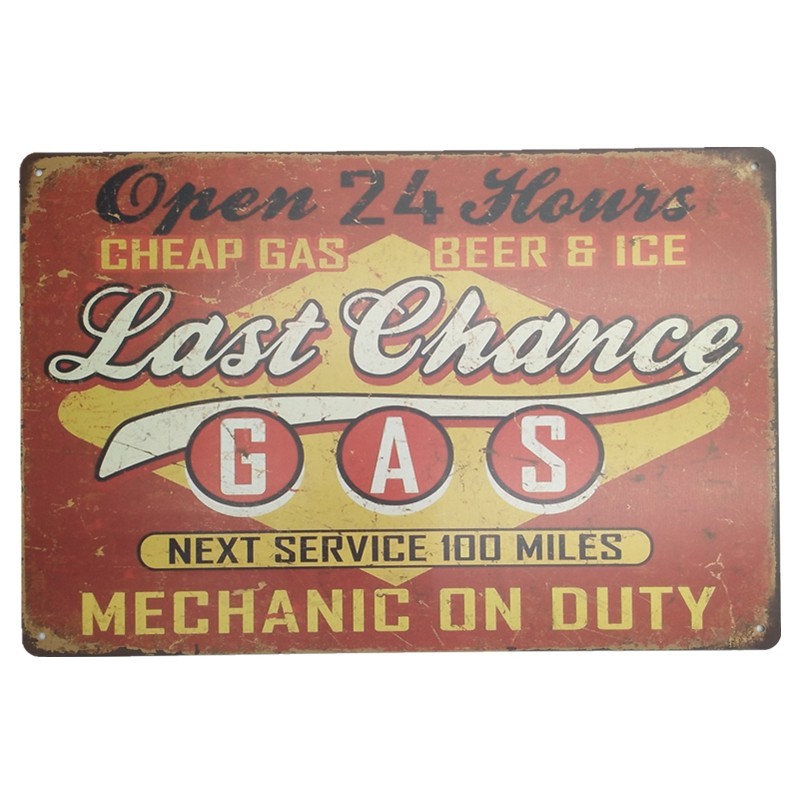 Open 24 Hours
CHEAP GAS BEER & ICE
Last Chance
GAS
NEXT SERVICE 100 MILES
MECHANIC ON DUTY